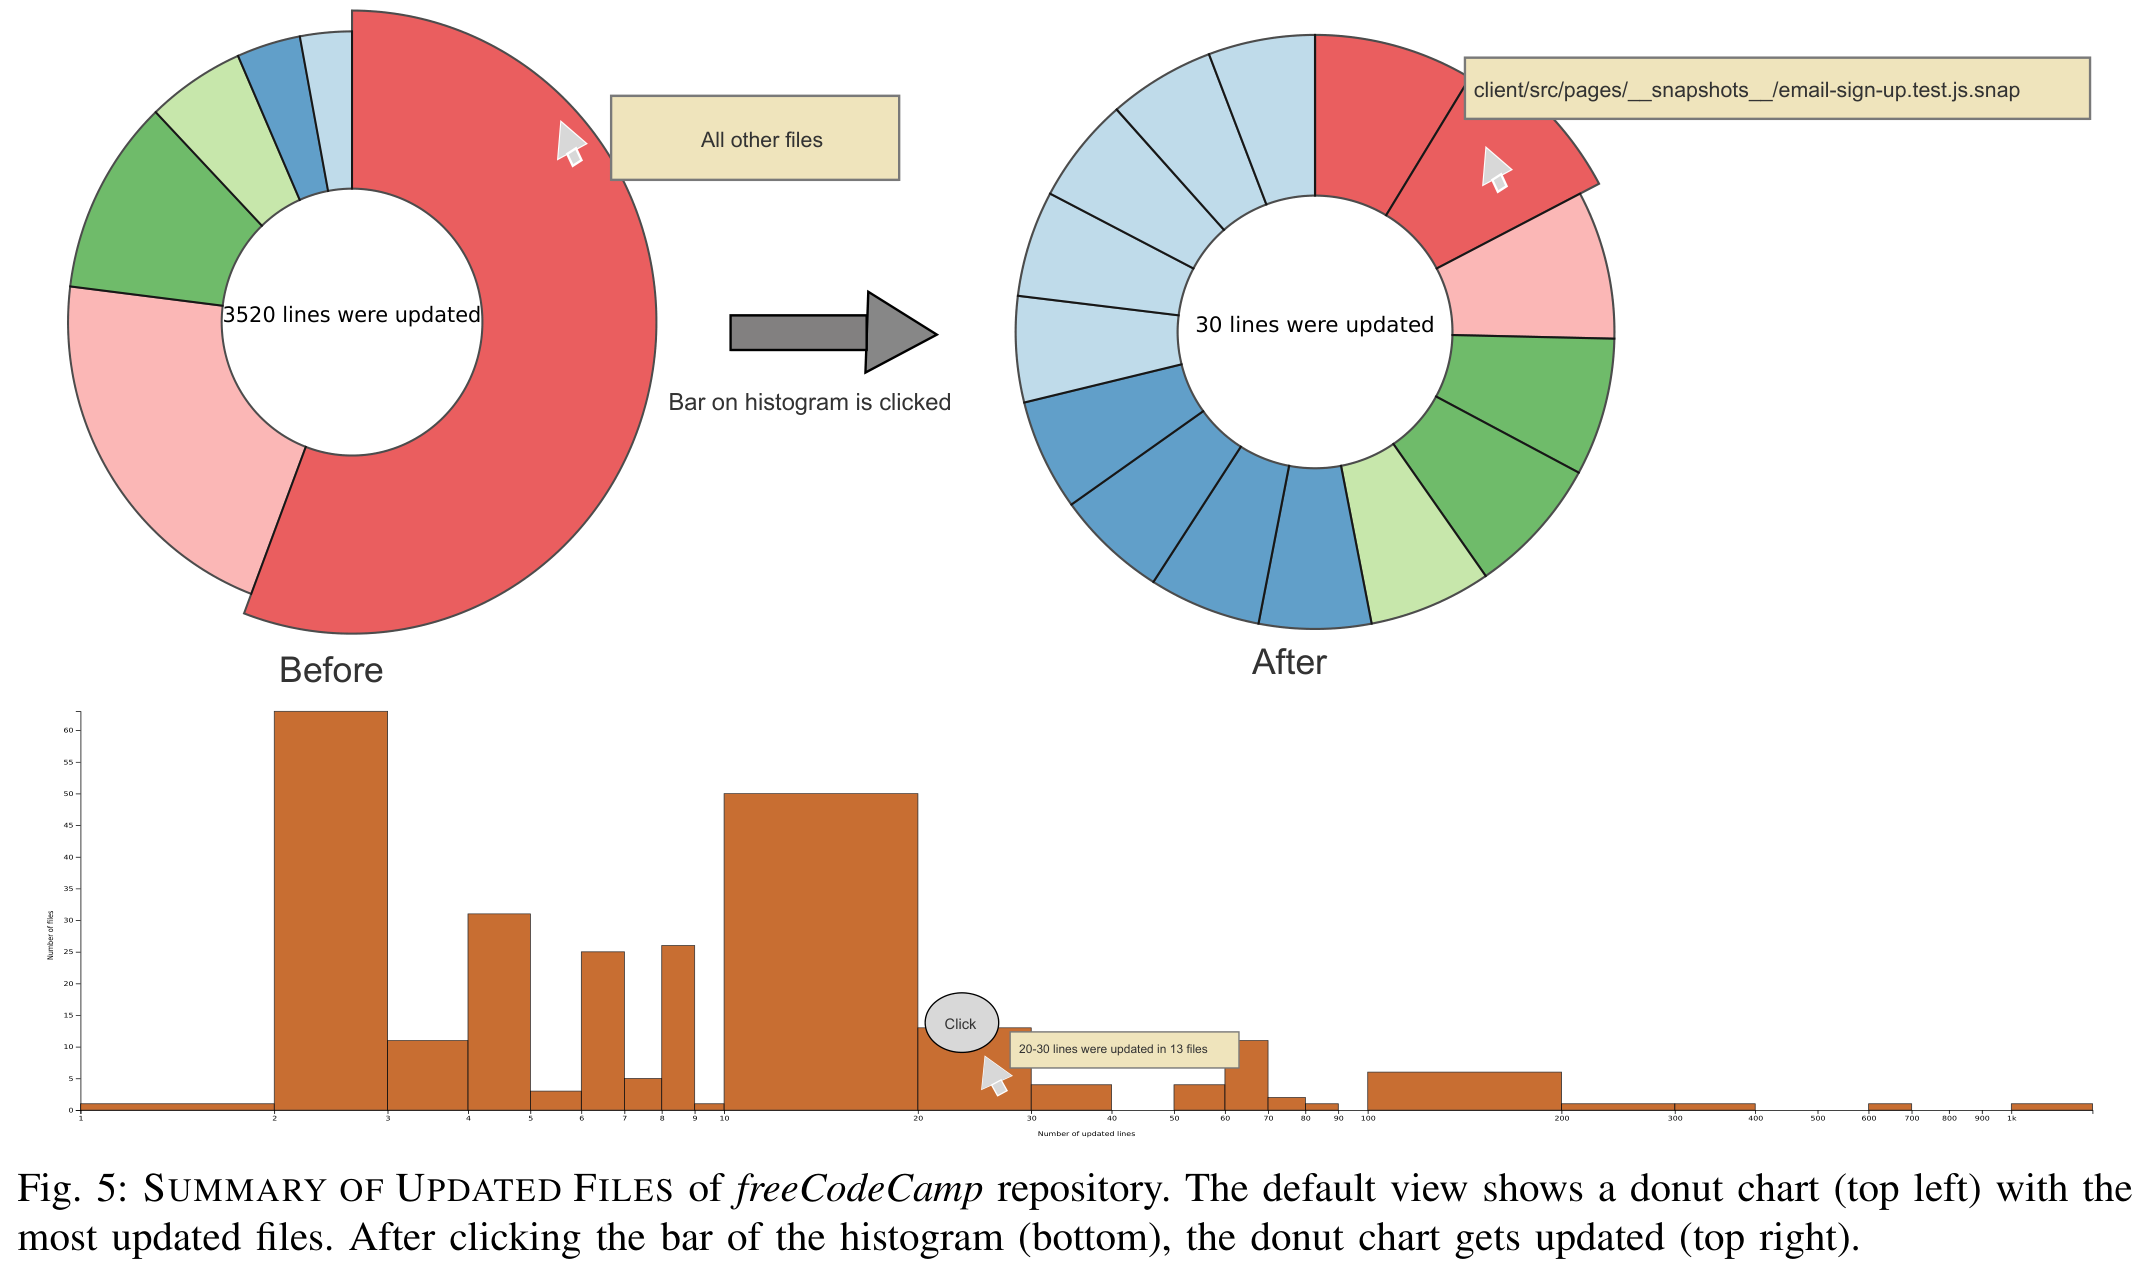 All other files
3520 lines were updated
Bar on histogram is clicked
Before
client/src/pages/__snapshots__/email-sign-up.test.js.snap
30 lines were updated
After
60
55
50
45
40
35
30
25
20
15
10
5
0
Number of files
Click
20-30 lines were updated in 13 files
1 2 3 4 5 6 7 8 9 10 20 30 40 50 60 70 80 90 100 200 300 400 500 600 700 800 900 1k
Number of updated lines
Fig. 5: SUMMARY OF UPDATED FILES of freeCodeCamp repository. The default view shows a donut chart (top left) with the
most updated files. After clicking the bar of the histogram (bottom), the donut chart gets updated (top right).